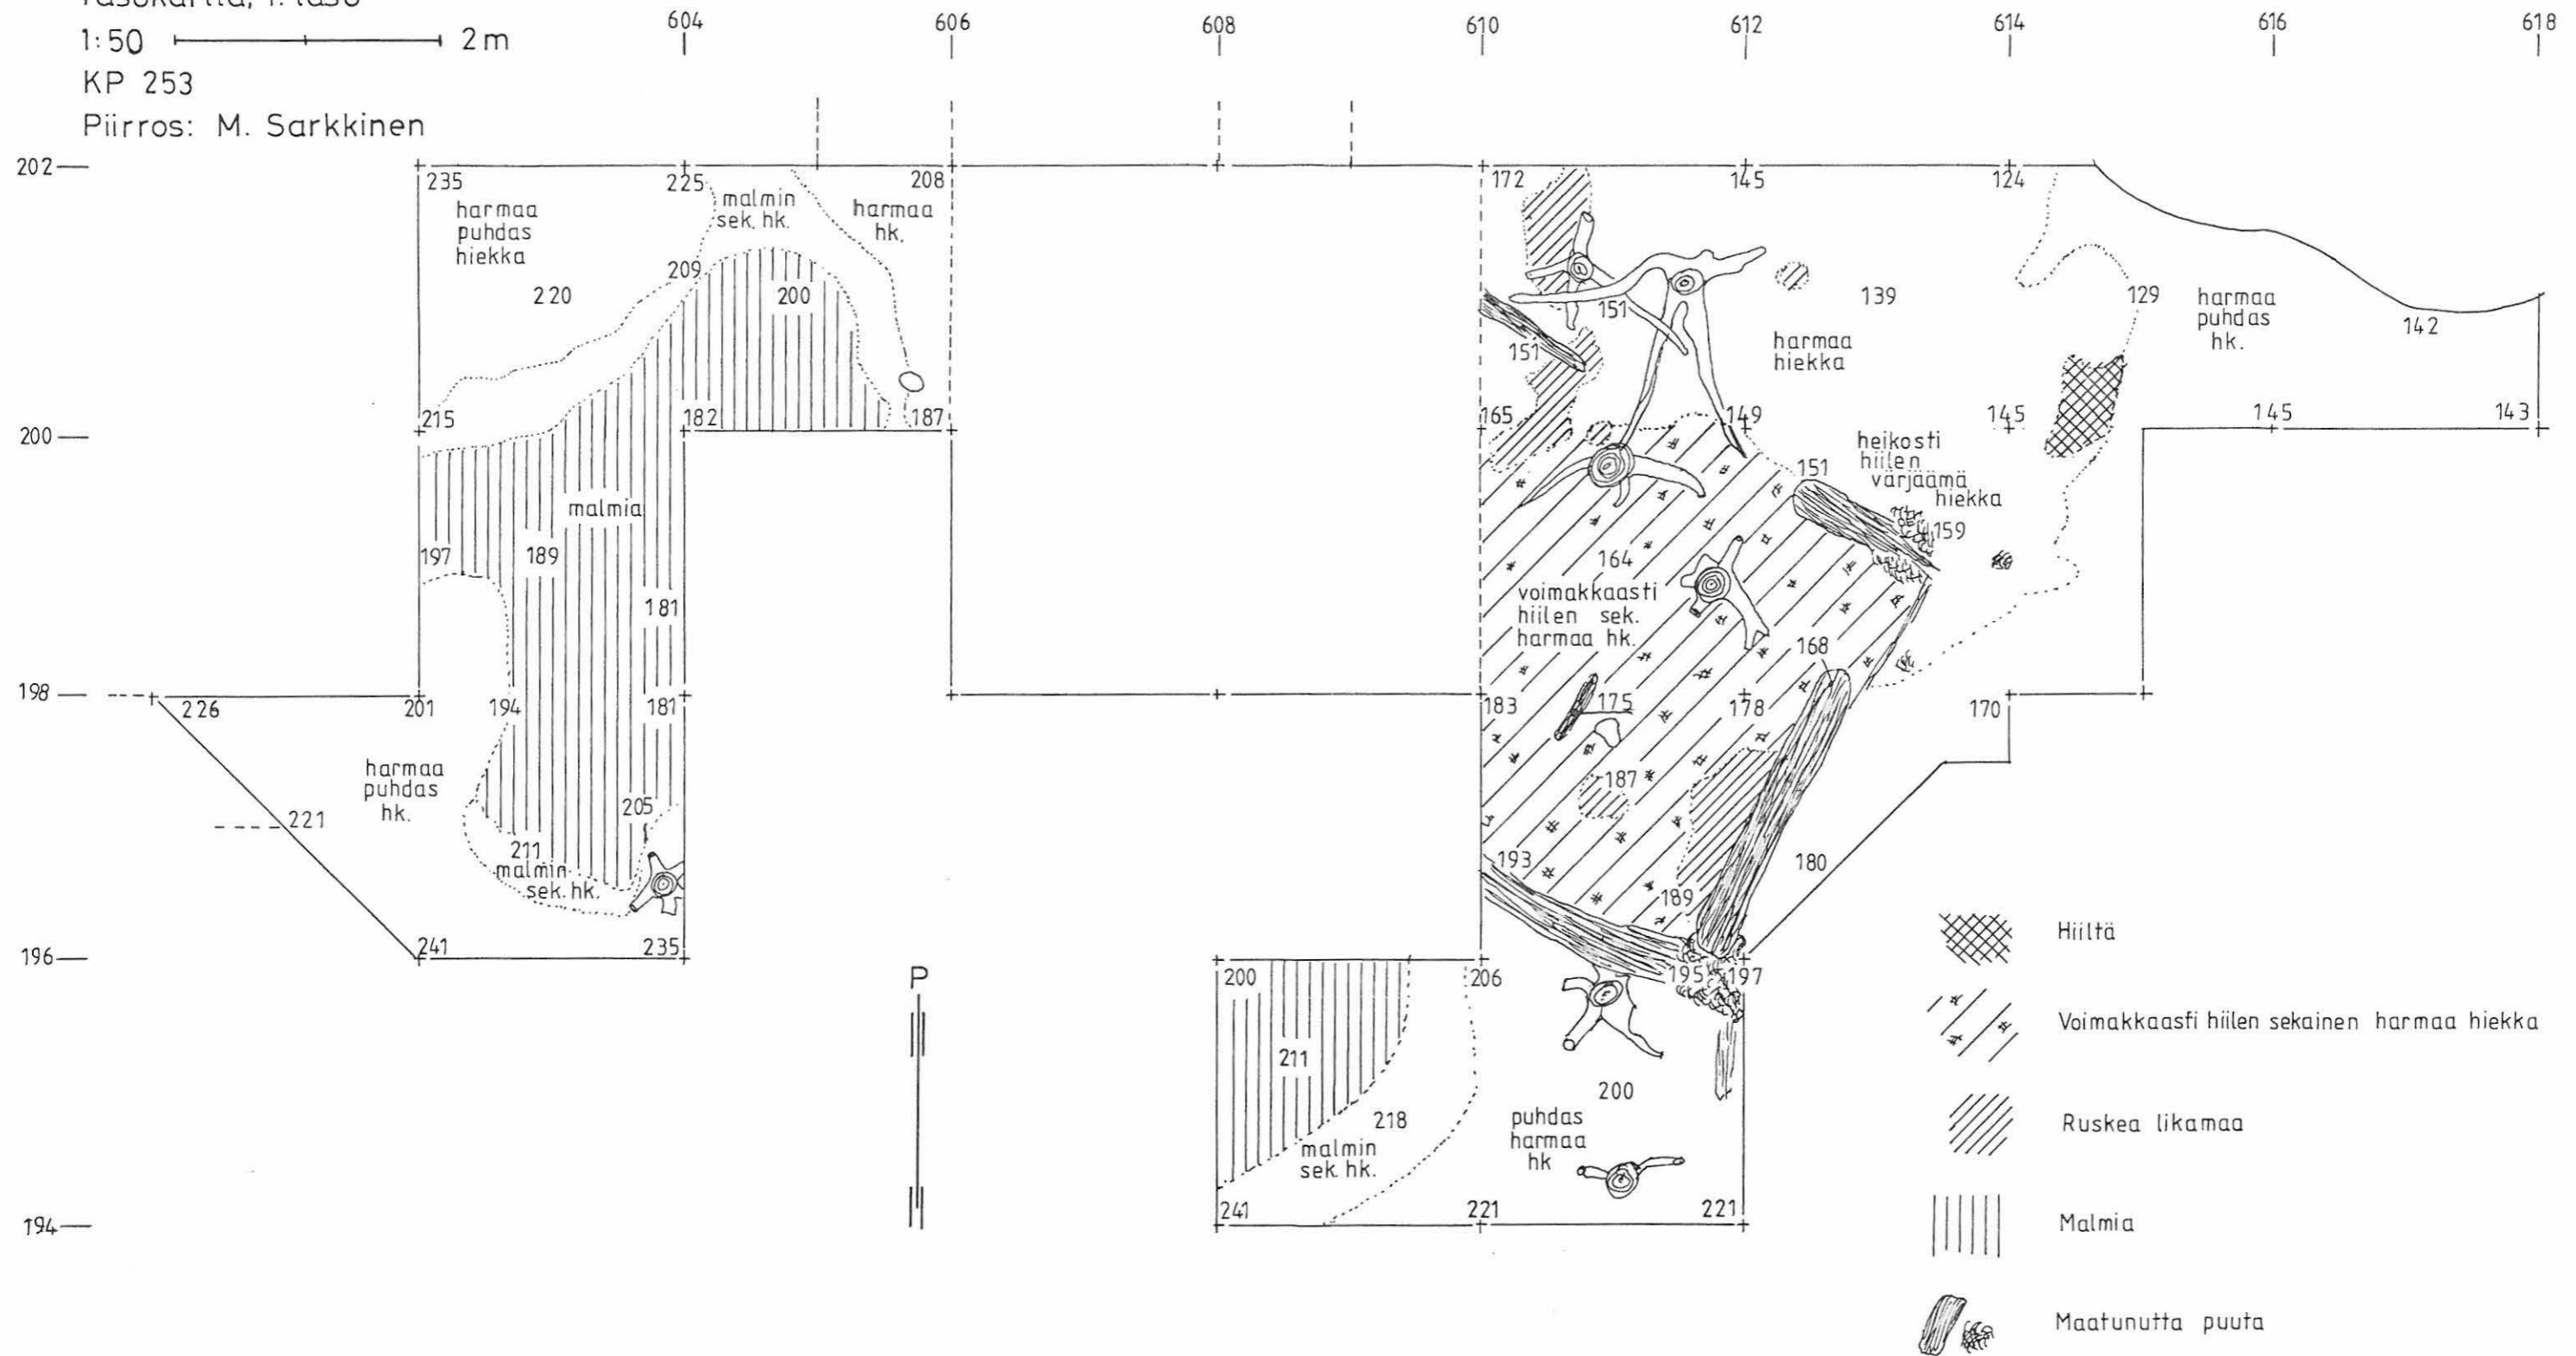 1:50 2 m
KP 253
Piirros: M. Sarkkinen
604 606 608 610 612 614 616 618
202
235 225 208 172 145 124
harmaa
puhdas
hiekka
malmin
sek. hk.
harmaa
hk.
209
220 200 151 139 129
harmaa
puhdas
hk.
142
151
harmaa
hiekka
200
215 182 187 165 149 145 145 143
heikosti
hiilen
värjäämä
hiekka
151
malmia
159
197 189 164
voimakkaasti
hiilen sek.
harmaa hk.
181
168
198
226 201 194 181 183 175 178 170
harmaa
puhdas
hk.
187
205
221
211
malmin
sek. hk.
193 180
189
196
241 235
P
200 206 195 197
211
200
218
malmin
sek. hk.
puhdas
harmaa
hk
194
241 221 221
Hiiltä
Voimakkaasti hiilen sekainen harmaa hiekka
Ruskea likamaa
Malmia
Maatunutta puuta